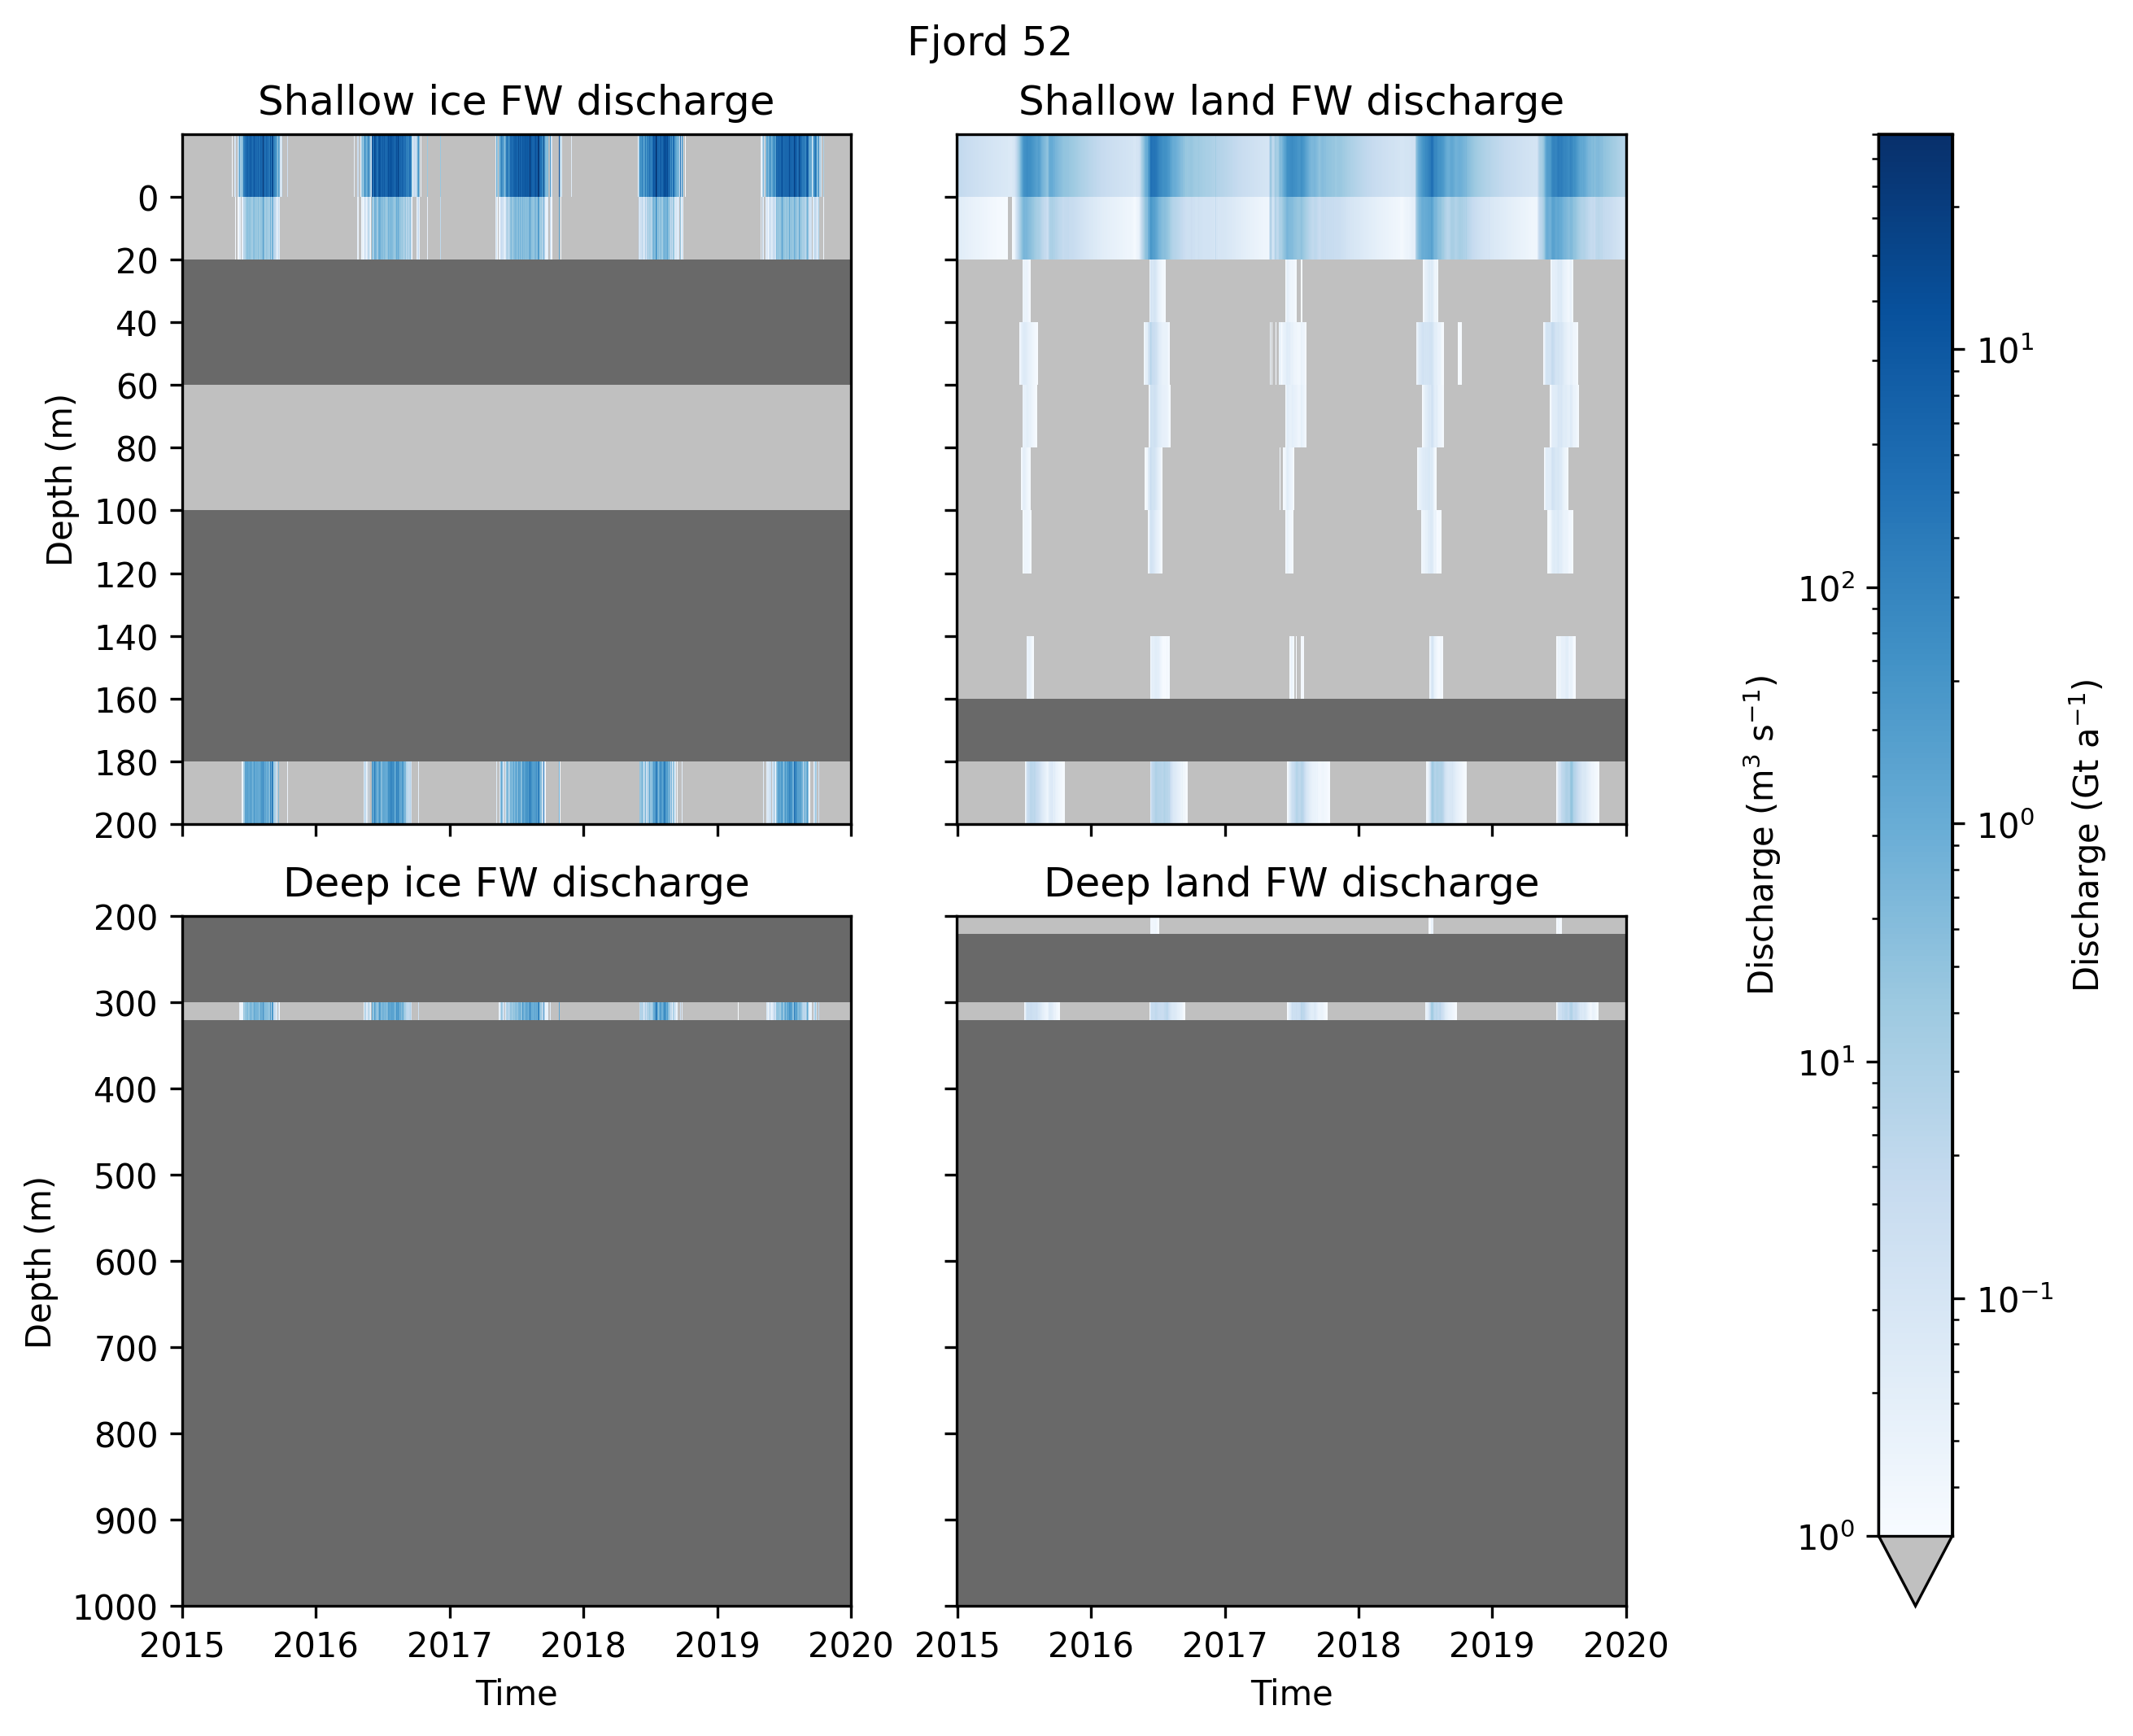 Fjord 52
Shallow ice FW discharge
Shallow land FW discharge
Depth (m)
0
20
40
60
80
100
120
140
160
180
200
Deep ice FW discharge
Deep land FW discharge
Depth (m)
200
300
400
500
600
700
800
900
1000
2015 2016 2017 2018 2019 2020
Time
2015 2016 2017 2018 2019 2020
Time
Discharge (m³ s⁻¹)
10²
10¹
10⁰
10¹
10⁰
10⁻¹
Discharge (Gt a⁻¹)